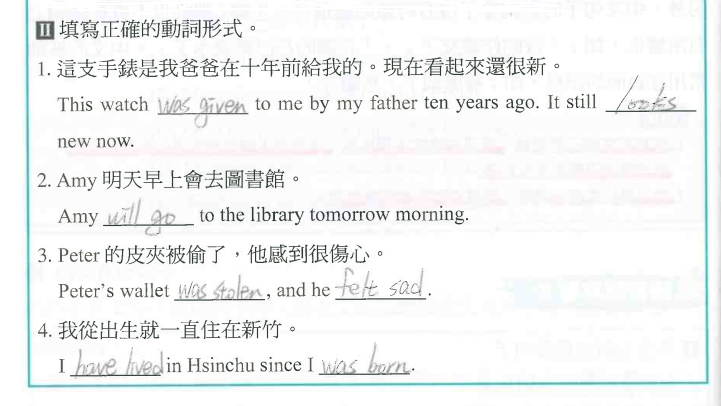 II 填寫正確的動詞形式。
1. 這支手錶是我爸爸在十年前給我的。現在看起來還很新。
This watch was given to me by my father ten years ago. It still looks
new now.
2. Amy 明天早上會去圖書館。
Amy will go to the library tomorrow morning.
3. Peter 的皮夾被偷了，他感到很傷心。
Peter's wallet was stolen, and he felt sad.
4. 我從出生就一直住在新竹。
I have lived in Hsinchu since I was born.